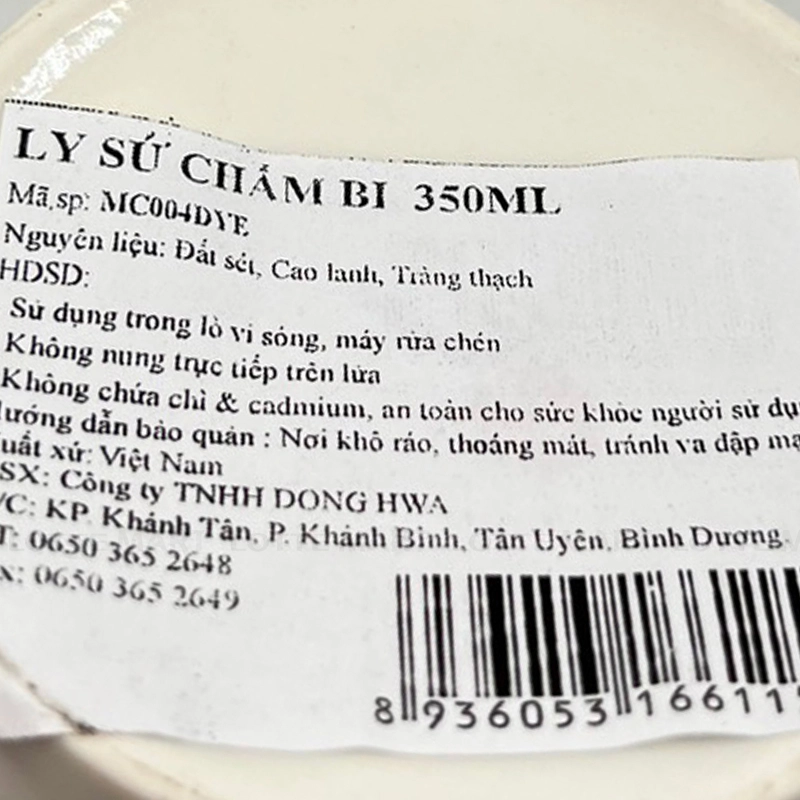 LY SỨ CHẤM BI 350ML
Mã sp: MC004DYE
Nguyên liệu: Đất sét, Cao lanh, Tràng thạch
HDSD:
Sử dụng trong lò vi sóng, máy rửa chén
Không nung trực tiếp trên lửa
Không chứa chì & cadmium, an toàn cho sức khỏe người sử dụ
ướng dẫn bảo quản : Nơi khô ráo, thoáng mát, tránh va đập mạ
uất xứ: Việt Nam
SX: Công ty TNHH DONG HWA
/C: KP. Khánh Tân, P. Khánh Bình, Tân Uyên, Bình Dương.
T: 0650 365 2648
x: 0650 365 2649
8 936053 16611